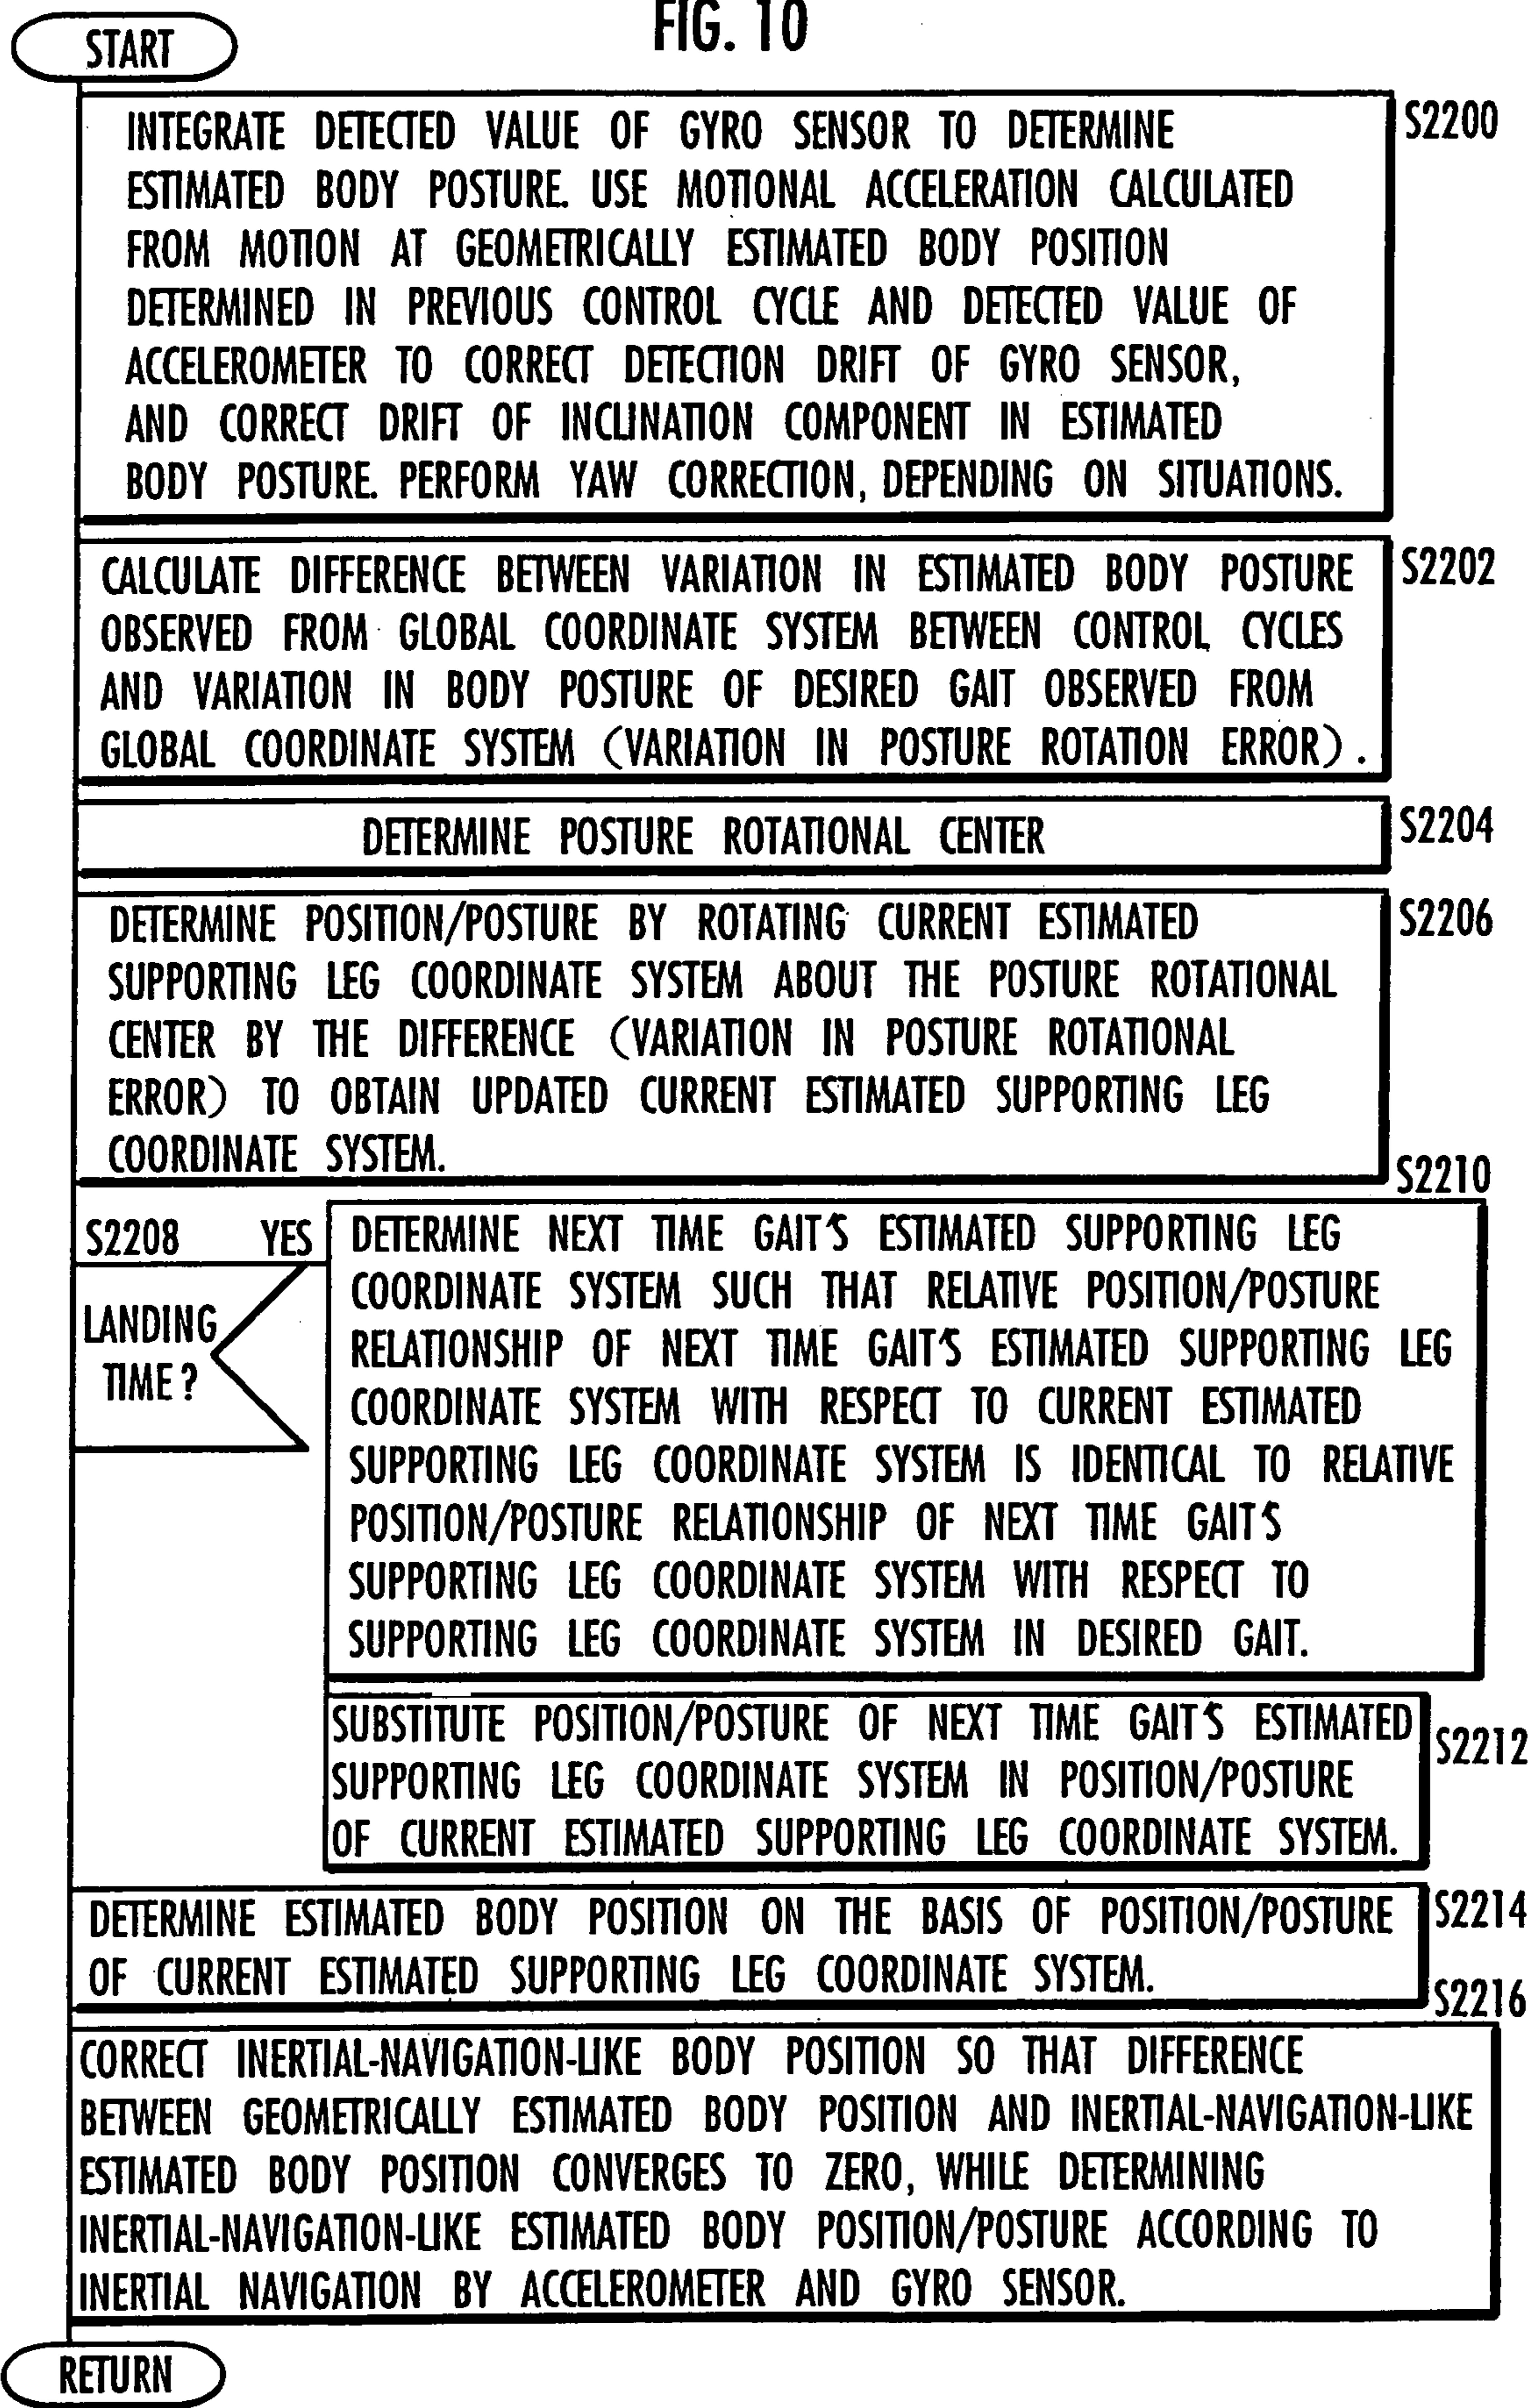 FIG. 10
START
S2200
INTEGRATE DETECTED VALUE OF GYRO SENSOR TO DETERMINE
ESTIMATED BODY POSTURE. USE MOTIONAL ACCELERATION CALCULATED
FROM MOTION AT GEOMETRICALLY ESTIMATED BODY POSITION
DETERMINED IN PREVIOUS CONTROL CYCLE AND DETECTED VALUE OF
ACCELEROMETER TO CORRECT DETECTION DRIFT OF GYRO SENSOR,
AND CORRECT DRIFT OF INCLINATION COMPONENT IN ESTIMATED
BODY POSTURE. PERFORM YAW CORRECTION, DEPENDING ON SITUATIONS.
S2202
CALCULATE DIFFERENCE BETWEEN VARIATION IN ESTIMATED BODY POSTURE
OBSERVED FROM GLOBAL COORDINATE SYSTEM BETWEEN CONTROL CYCLES
AND VARIATION IN BODY POSTURE OF DESIRED GAIT OBSERVED FROM
GLOBAL COORDINATE SYSTEM (VARIATION IN POSTURE ROTATION ERROR).
DETERMINE POSTURE ROTATIONAL CENTER
S2204
S2206
DETERMINE POSITION/POSTURE BY ROTATING CURRENT ESTIMATED
SUPPORTING LEG COORDINATE SYSTEM ABOUT THE POSTURE ROTATIONAL
CENTER BY THE DIFFERENCE (VARIATION IN POSTURE ROTATIONAL
ERROR) TO OBTAIN UPDATED CURRENT ESTIMATED SUPPORTING LEG
COORDINATE SYSTEM.
S2208 YES
LANDING
TIME?
S2210
DETERMINE NEXT TIME GAIT'S ESTIMATED SUPPORTING LEG
COORDINATE SYSTEM SUCH THAT RELATIVE POSITION/POSTURE
RELATIONSHIP OF NEXT TIME GAIT'S ESTIMATED SUPPORTING LEG
COORDINATE SYSTEM WITH RESPECT TO CURRENT ESTIMATED
SUPPORTING LEG COORDINATE SYSTEM IS IDENTICAL TO RELATIVE
POSITION/POSTURE RELATIONSHIP OF NEXT TIME GAIT'S
SUPPORTING LEG COORDINATE SYSTEM WITH RESPECT TO
SUPPORTING LEG COORDINATE SYSTEM IN DESIRED GAIT.
SUBSTITUTE POSITION/POSTURE OF NEXT TIME GAIT'S ESTIMATED
SUPPORTING LEG COORDINATE SYSTEM IN POSITION/POSTURE
OF CURRENT ESTIMATED SUPPORTING LEG COORDINATE SYSTEM.
S2212
DETERMINE ESTIMATED BODY POSITION ON THE BASIS OF POSITION/POSTURE
OF CURRENT ESTIMATED SUPPORTING LEG COORDINATE SYSTEM.
S2214
S2216
CORRECT INERTIAL-NAVIGATION-LIKE BODY POSITION SO THAT DIFFERENCE
BETWEEN GEOMETRICALLY ESTIMATED BODY POSITION AND INERTIAL-NAVIGATION-LIKE
ESTIMATED BODY POSITION CONVERGES TO ZERO, WHILE DETERMINING
INERTIAL-NAVIGATION-LIKE ESTIMATED BODY POSITION/POSTURE ACCORDING TO
INERTIAL NAVIGATION BY ACCELEROMETER AND GYRO SENSOR.
RETURN